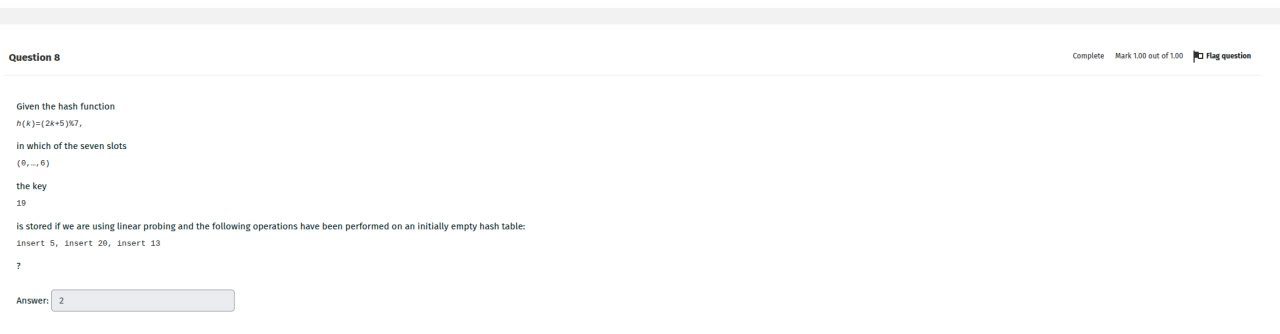 Question 8
Complete Mark 1.00 out of 1.00 Flag question
Given the hash function
h(k)=(2k+5)%7,
in which of the seven slots
(0,…,6)
the key
19
is stored if we are using linear probing and the following operations have been performed on an initially empty hash table:
insert 5, insert 20, insert 13
?
Answer: 2